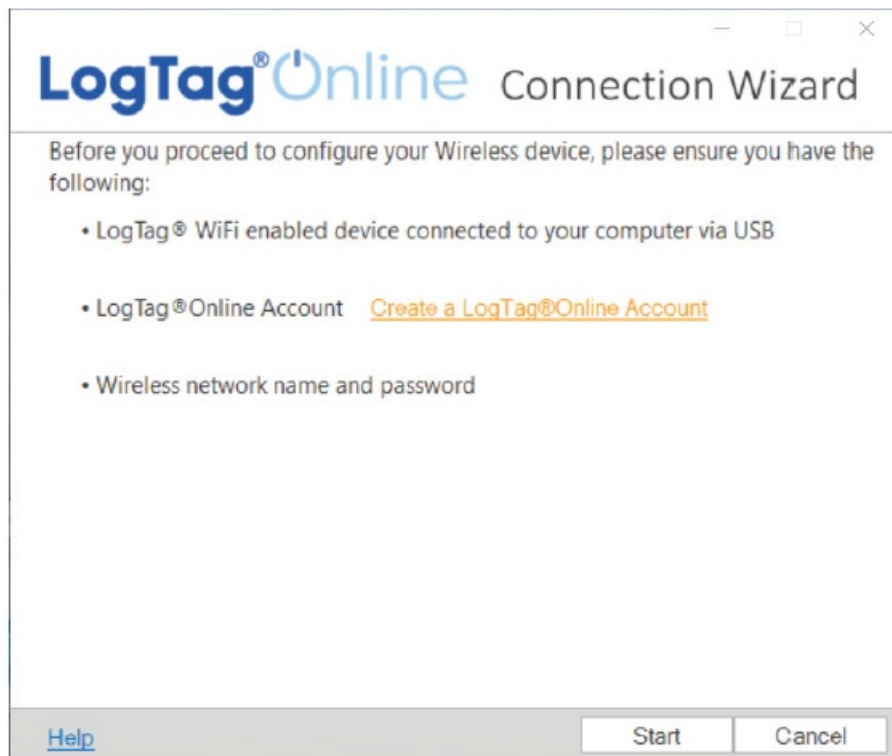 LogTag® Online Connection Wizard
Before you proceed to configure your Wireless device, please ensure you have the
following:
• LogTag® WiFi enabled device connected to your computer via USB
• LogTag®Online Account Create a LogTag®Online Account
• Wireless network name and password
Help Start Cancel